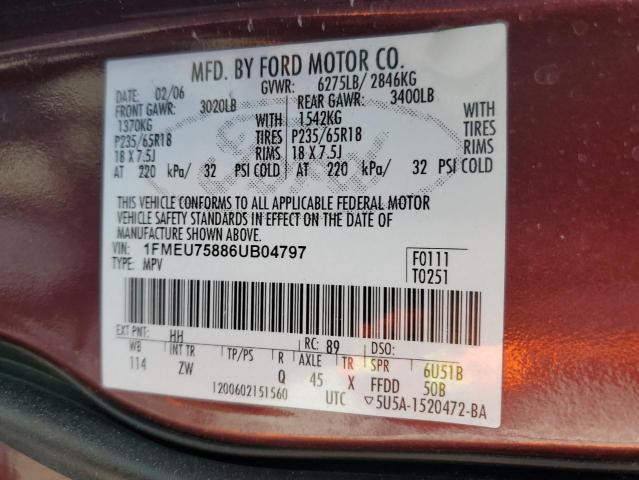 MFD. BY FORD MOTOR CO.
DATE: 02/06 GVWR: 6275LB/ 2846KG
FRONT GAWR: 3020LB REAR GAWR: 3400LB
1370KG WITH 1542KG WITH
P235/65R18 TIRES P235/65R18 TIRES
18 X 7.5J RIMS 18 X 7.5J RIMS
AT 220 kPa/ 32 PSI COLD AT 220 kPa/ 32 PSI COLD
THIS VEHICLE CONFORMS TO ALL APPLICABLE FEDERAL MOTOR
VEHICLE SAFETY STANDARDS IN EFFECT ON THE DATE OF
MANUFACTURE SHOWN ABOVE.
VIN: 1FMEU75886UB04797 F0111
TYPE: MPV T0251
EXT PNT: HH RC: 89 DSO:
WB INT TR TP/PS R AXLE TR SPR 6U51B
114 ZW Q 45 X FFDD 50B
1200602151560 UTC ▽5U5A-1520472-BA